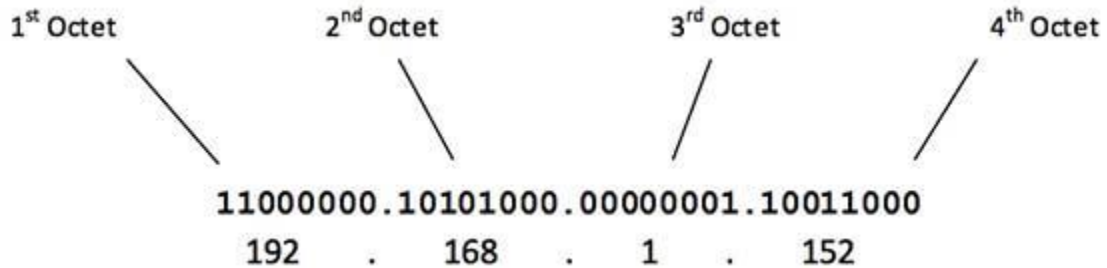 1st Octet 2nd Octet 3rd Octet 4th Octet
11000000.10101000.00000001.10011000
192 . 168 . 1 . 152